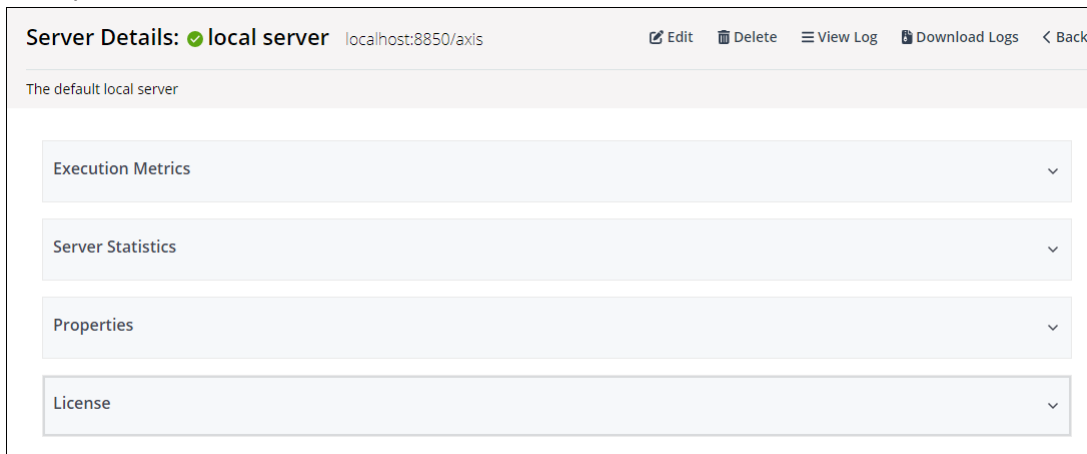 Server Details: local server localhost:8850/axis Edit Delete View Log Download Logs Back
The default local server
Execution Metrics
Server Statistics
Properties
License